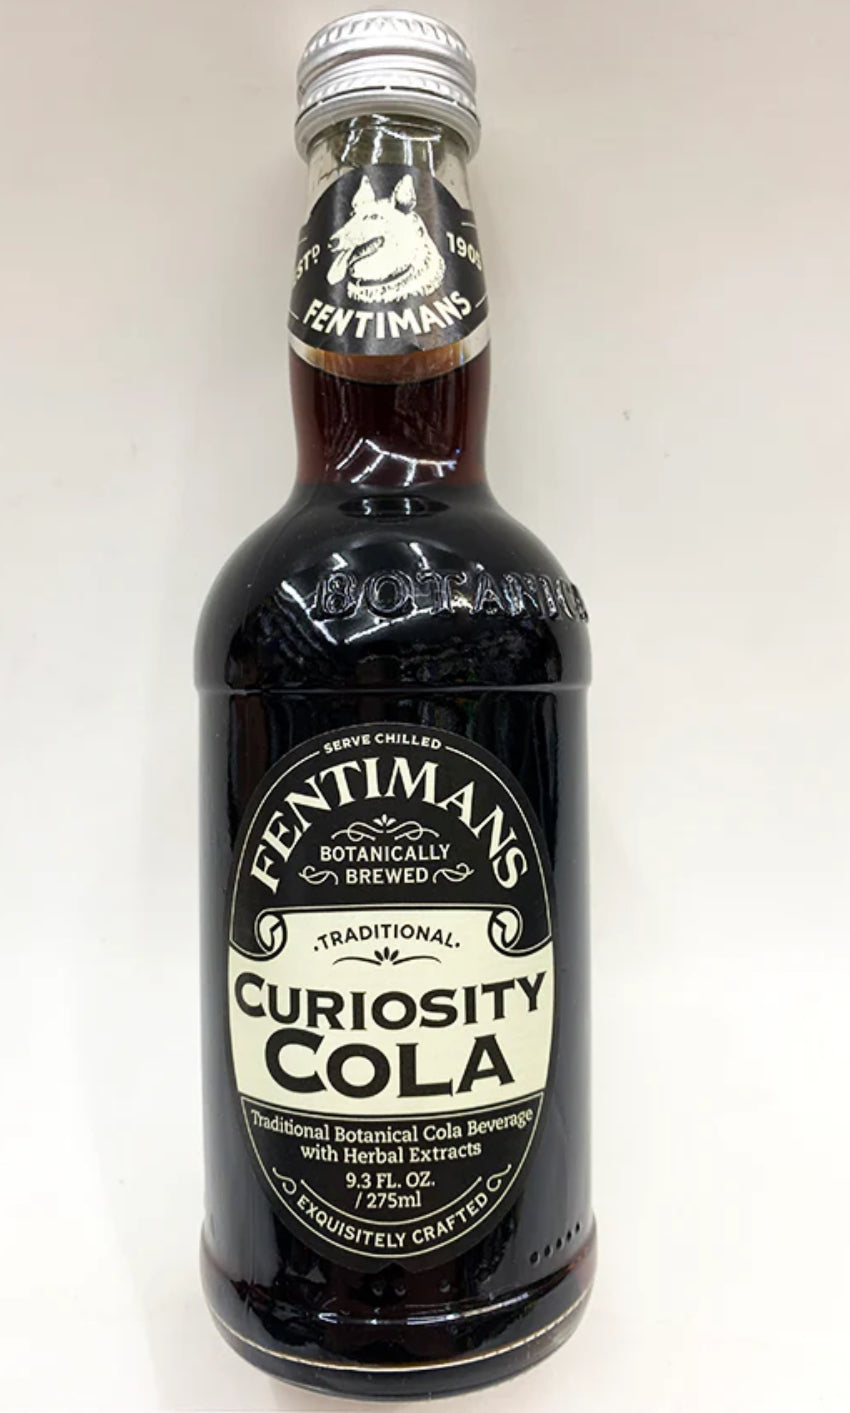 ESTD 1905
FENTIMANS
SERVE CHILLED
FENTIMANS
BOTANICALLY
BREWED
·TRADITIONAL·
CURIOSITY
COLA
Traditional Botanical Cola Beverage
with Herbal Extracts
9.3 FL. OZ.
/ 275ml
EXQUISITELY CRAFTED